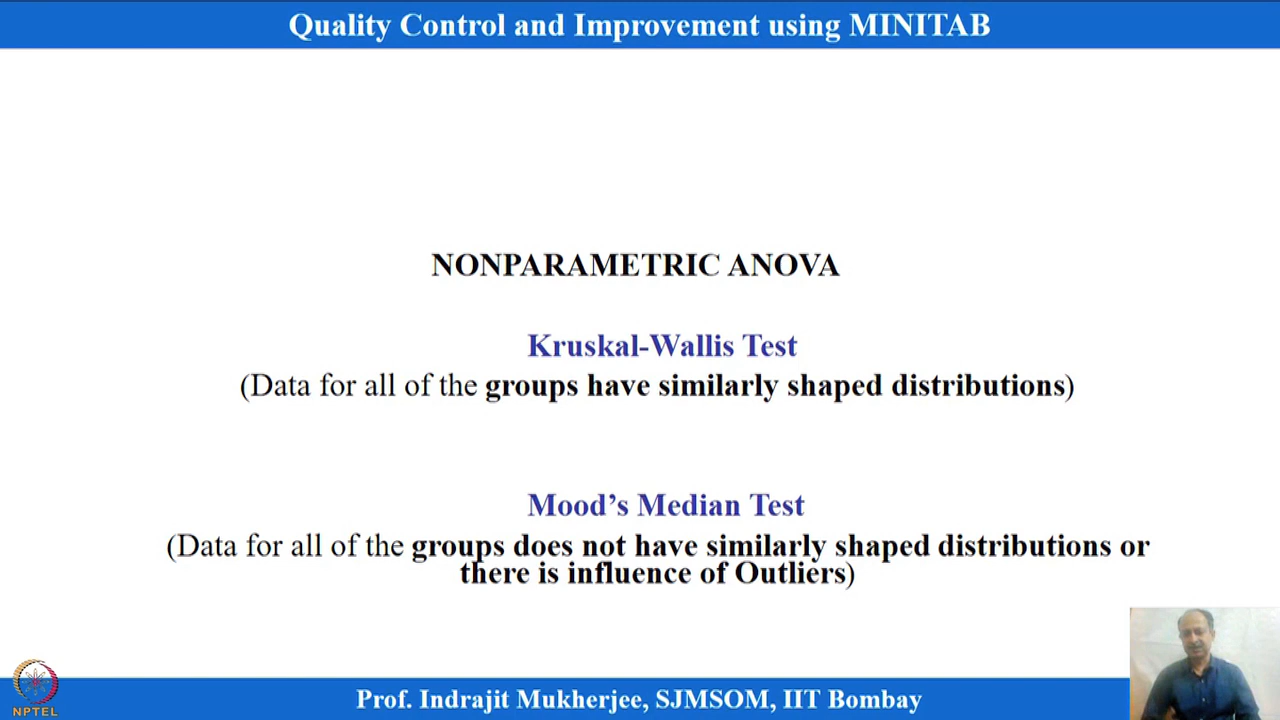 Quality Control and Improvement using MINITAB
NONPARAMETRIC ANOVA
Kruskal-Wallis Test
(Data for all of the groups have similarly shaped distributions)
Mood’s Median Test
(Data for all of the groups does not have similarly shaped distributions or
there is influence of Outliers)
NPTEL
Prof. Indrajit Mukherjee, SJMSOM, IIT Bombay